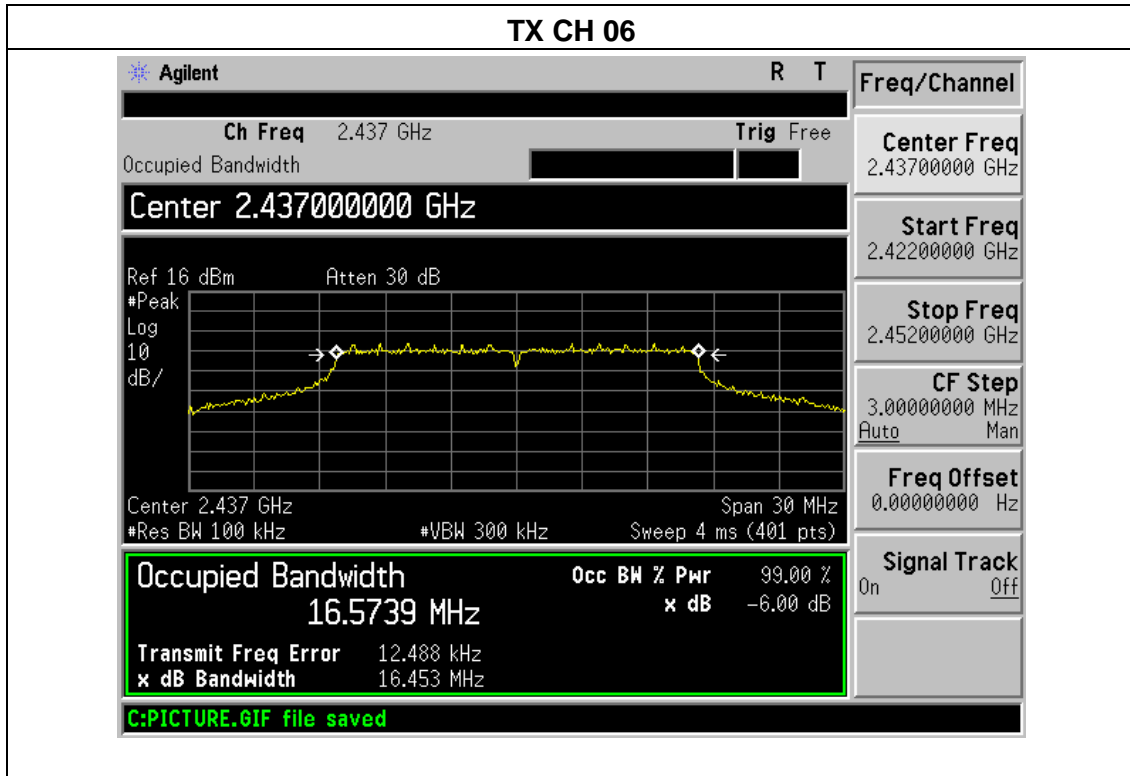 TX CH 06
Agilent R T
Freq/Channel
Ch Freq 2.437 GHz Trig Free
Occupied Bandwidth
Center 2.437000000 GHz
Ref 16 dBm Atten 30 dB
#Peak
Log
10
dB/
Center 2.437 GHz Span 30 MHz
#Res BW 100 kHz #VBW 300 kHz Sweep 4 ms (401 pts)
Occupied Bandwidth
16.5739 MHz
Occ BW % Pwr 99.00 %
x dB -6.00 dB
Transmit Freq Error 12.488 kHz
x dB Bandwidth 16.453 MHz
C:PICTURE.GIF file saved
Center Freq
2.43700000 GHz
Start Freq
2.42200000 GHz
Stop Freq
2.45200000 GHz
CF Step
3.00000000 MHz
Auto Man
Freq Offset
0.00000000 Hz
Signal Track
On Off